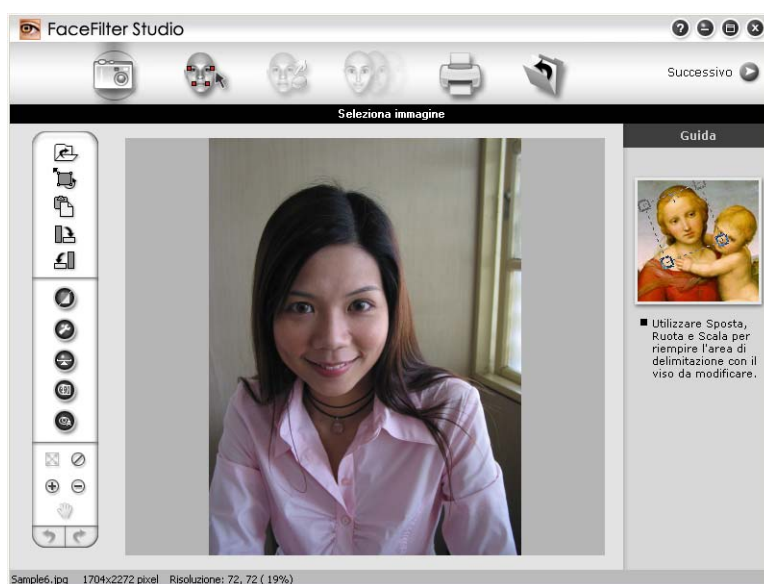 FaceFilter Studio
Successivo
Seleziona immagine
Guida
Utilizzare Sposta,
Ruota e Scala per
riempire l'area di
delimitazione con il
viso da modificare.
Sample6.jpg 1704x2272 pixel Risoluzione: 72, 72 ( 19%)